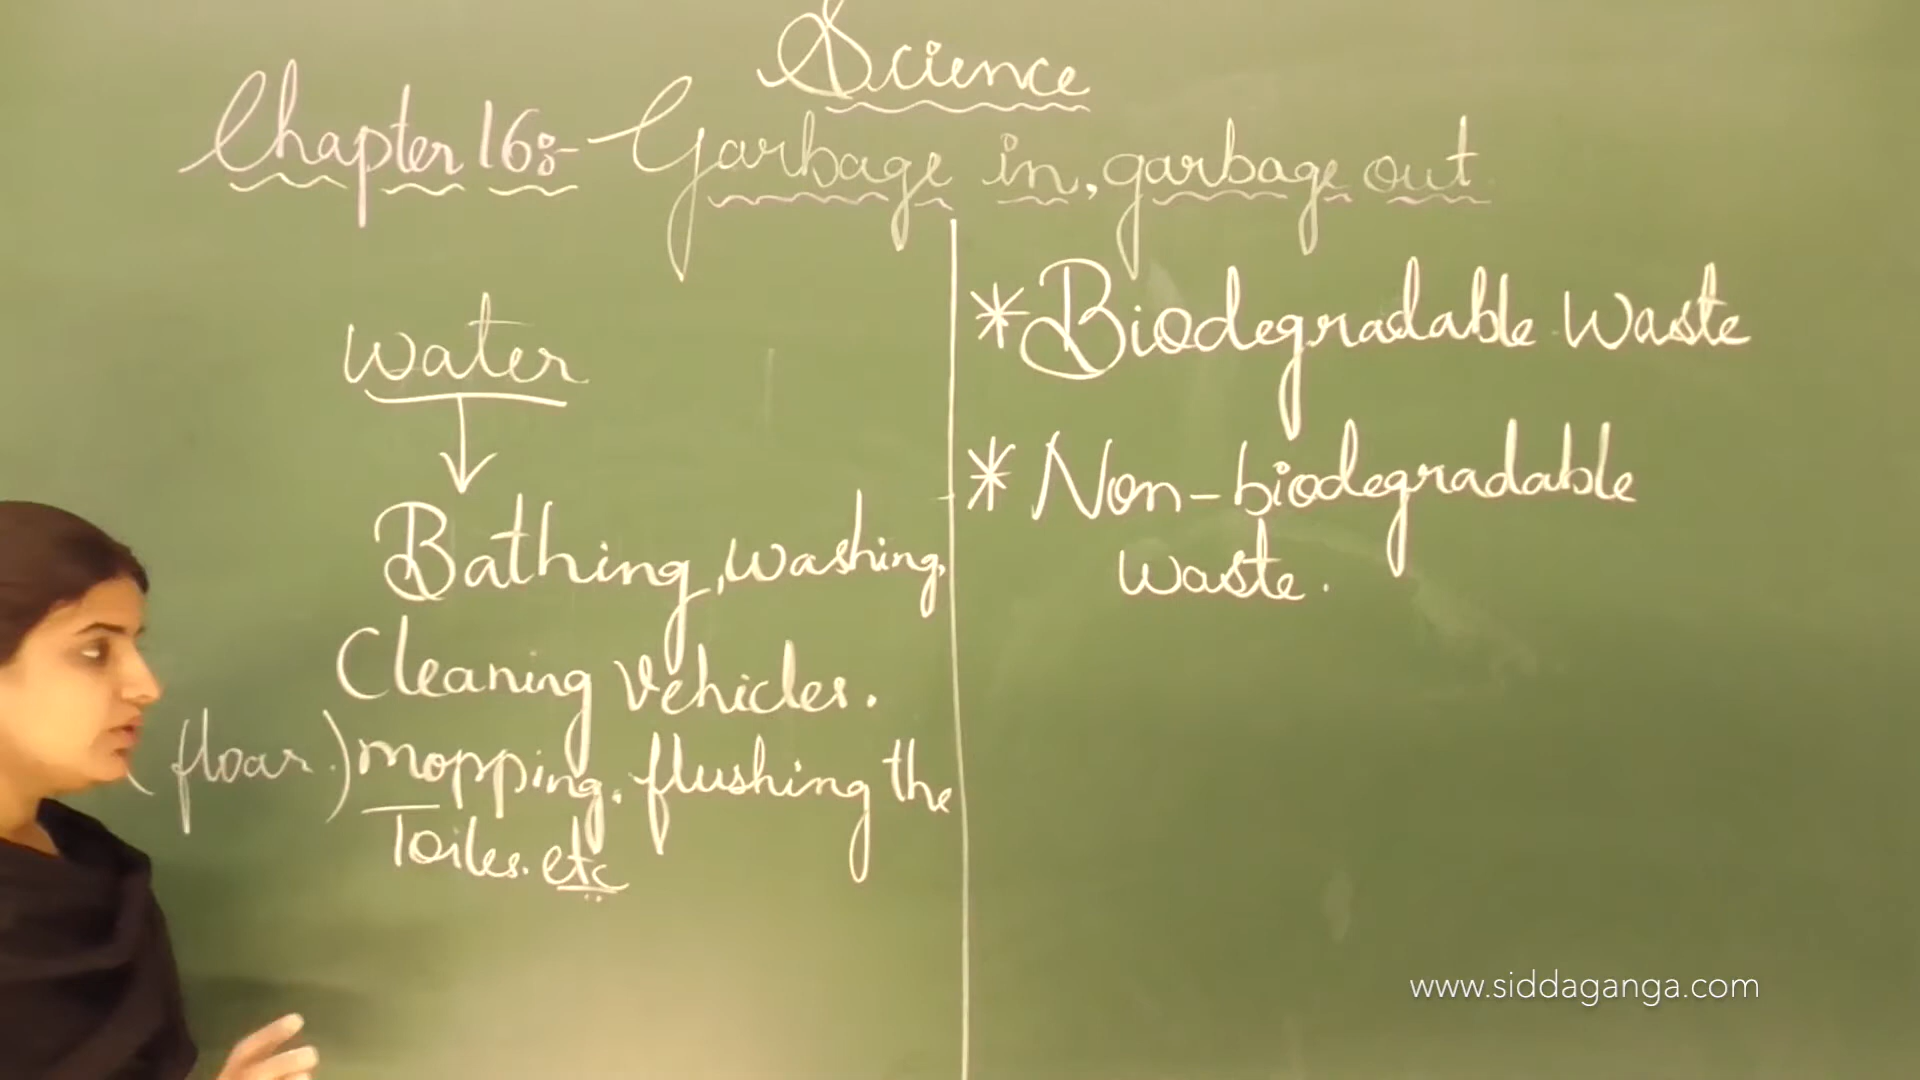 Science
Chapter 16:- Garbage in, garbage out
Water
Bathing, washing,
Cleaning Vehicles.
(floar.) mopping. flushing the
Toiles. etc
* Biodegradable Waste
* Non-biodegradable
Waste.
www.siddaganga.com